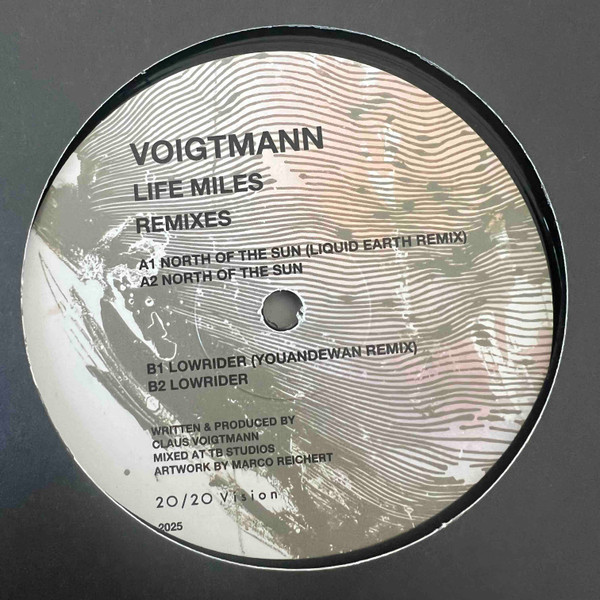 VOIGTMANN
LIFE MILES
REMIXES
A1 NORTH OF THE SUN (LIQUID EARTH REMIX)
A2 NORTH OF THE SUN
B1 LOWRIDER (YOUANDEWAN REMIX)
B2 LOWRIDER
WRITTEN & PRODUCED BY
CLAUS VOIGTMANN
MIXED AT TB STUDIOS
ARTWORK BY MARCO REICHERT
20/20 Vision
2025